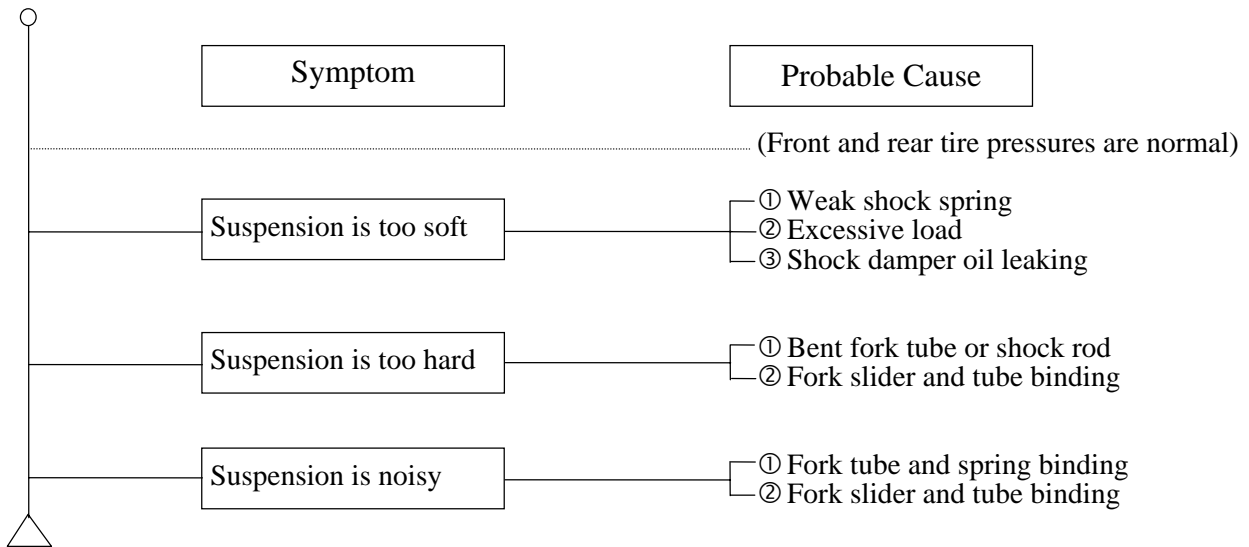 Symptom
Probable Cause
(Front and rear tire pressures are normal)
Suspension is too soft
① Weak shock spring
② Excessive load
③ Shock damper oil leaking
Suspension is too hard
① Bent fork tube or shock rod
② Fork slider and tube binding
Suspension is noisy
① Fork tube and spring binding
② Fork slider and tube binding